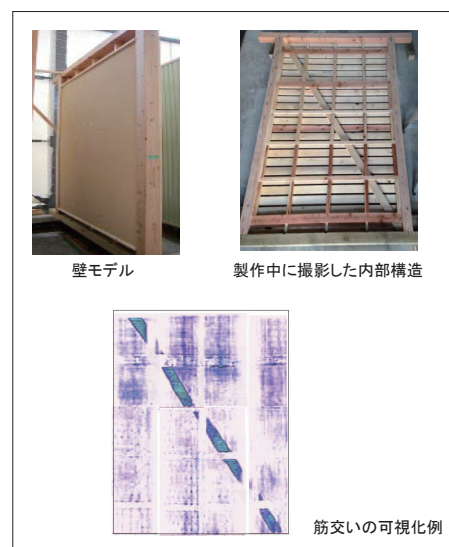 壁モデル
製作中に撮影した内部構造
筋交いの可視化例